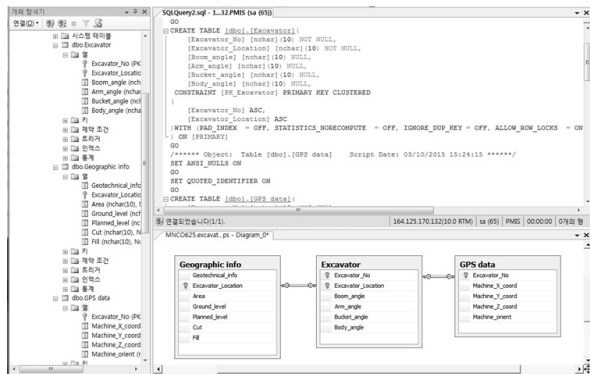 개체 탐색기
연결(O)
시스템 테이블
dbo.Excavator
열
Excavator_No (PK
Excavator_Locatio
Boom_angle (nch
Arm_angle (nchar
Bucket_angle (nch
Body_angle (ncha
키
제약 조건
트리거
인덱스
통계
dbo.Geographic info
열
Geotechnical_info
Excavator_Locatio
Area (nchar(10), N
Ground_level (nch
Planned_level (nc
Cut (nchar(10), N
Fill (nchar(10), Nu
키
제약 조건
트리거
인덱스
통계
dbo.GPS data
열
Excavator_No (PK
Machine_X_coord
Machine_Y_coord
Machine_Z_coord
Machine_orient (n
키
SQLQuery2.sql - 1...32.PMIS (sa (65))
GO
CREATE TABLE [dbo].[Excavator](
[Excavator_No] [nchar](10) NOT NULL,
[Excavator_Location] [nchar](10) NOT NULL,
[Boom_angle] [nchar](10) NULL,
[Arm_angle] [nchar](10) NULL,
[Bucket_angle] [nchar](10) NULL,
[Body_angle] [nchar](10) NULL,
CONSTRAINT [PK_Excavator] PRIMARY KEY CLUSTERED
(
[Excavator_No] ASC,
[Excavator_Location] ASC
)WITH (PAD_INDEX = OFF, STATISTICS_NORECOMPUTE = OFF, IGNORE_DUP_KEY = OFF, ALLOW_ROW_LOCKS = ON
) ON [PRIMARY]
GO
/****** Object: Table [dbo].[GPS data] Script Date: 03/10/2015 15:24:15 ******/
SET ANSI_NULLS ON
GO
SET QUOTED_IDENTIFIER ON
GO
CREATE TABLE [dbo].[GPS data](
연결되었습니다(1/1).
164.125.170.132(10.0 RTM) sa (65) PMIS 00:00:00 0개의 행
MNCO625.excavat...ps - Diagram_0*
Geographic info
Geotechnical_info
Excavator_Location
Area
Ground_level
Planned_level
Cut
Fill
Excavator
Excavator_No
Excavator_Location
Boom_angle
Arm_angle
Bucket_angle
Body_angle
GPS data
Excavator_No
Machine_X_coord
Machine_Y_coord
Machine_Z_coord
Machine_orient